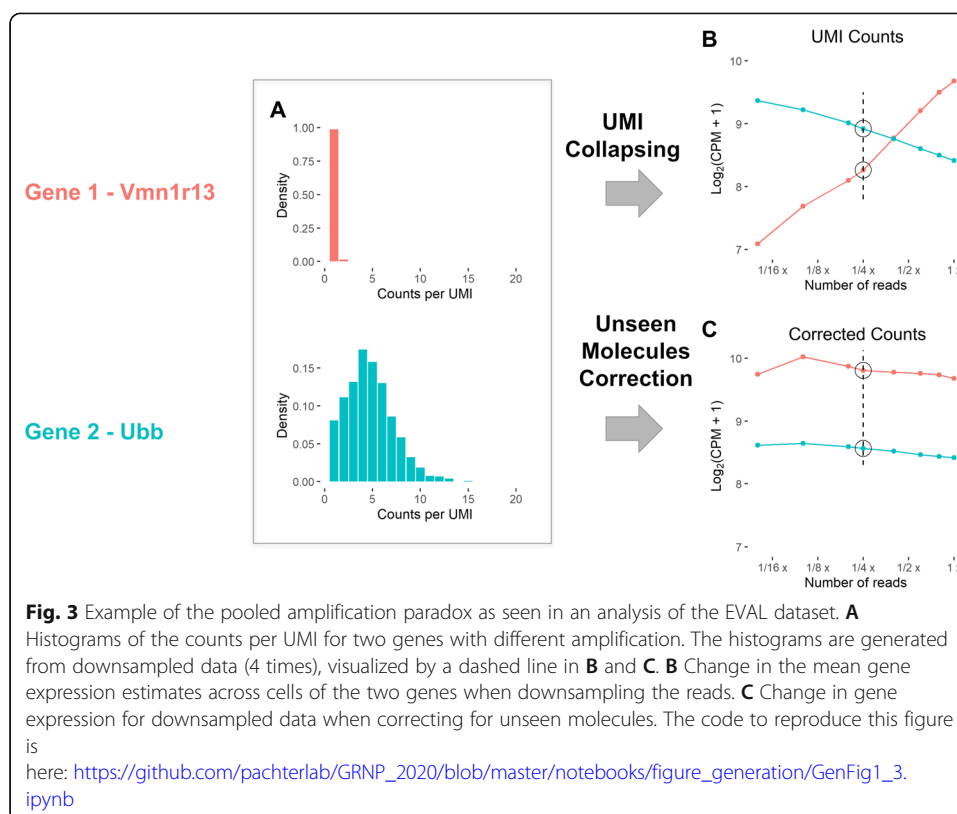 Gene 1 - Vmn1r13
Gene 2 - Ubb
A
1.00
0.75
0.50
0.25
0.00
Density
0
5
10
15
20
Counts per UMI
0.15
0.10
0.05
0.00
Density
0
5
10
15
20
Counts per UMI
UMI
Collapsing
Unseen
Molecules
Correction
B
UMI Counts
10
9
8
7
Log2(CPM + 1)
1/16 x
1/8 x
1/4 x
1/2 x
1 x
Number of reads
C
Corrected Counts
10
9
8
7
Log2(CPM + 1)
1/16 x
1/8 x
1/4 x
1/2 x
1 x
Number of reads
Fig. 3 Example of the pooled amplification paradox as seen in an analysis of the EVAL dataset. A
Histograms of the counts per UMI for two genes with different amplification. The histograms are generated
from downsampled data (4 times), visualized by a dashed line in B and C. B Change in the mean gene
expression estimates across cells of the two genes when downsampling the reads. C Change in gene
expression for downsampled data when correcting for unseen molecules. The code to reproduce this figure
is
here: https://github.com/pachterlab/GRNP_2020/blob/master/notebooks/figure_generation/GenFig1_3.
ipynb